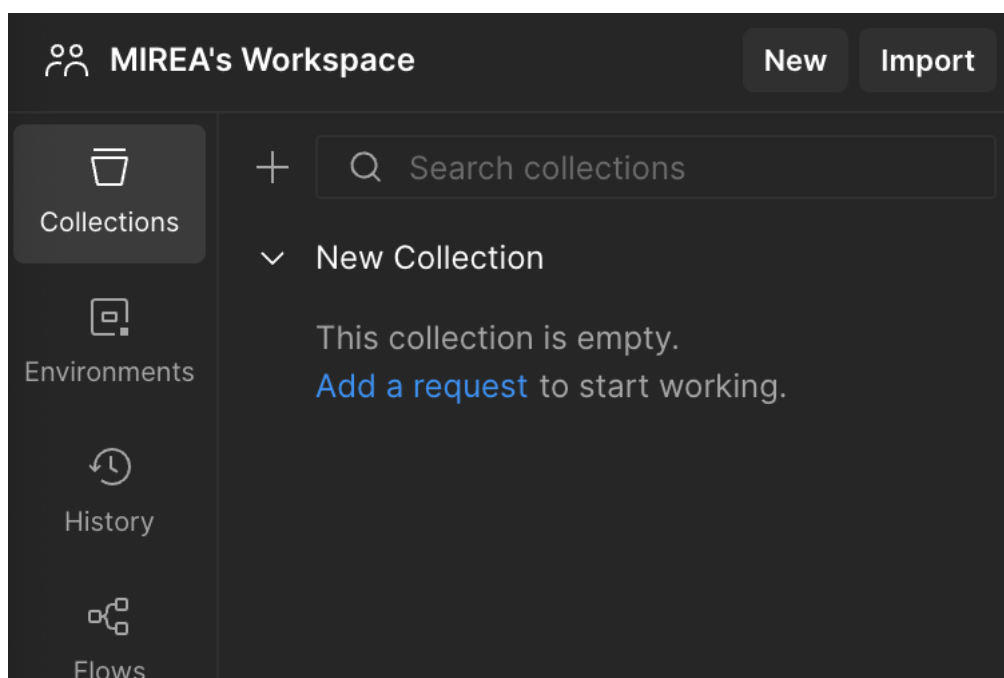 MIREA's Workspace
New
Import
Collections
Search collections
New Collection
This collection is empty.
Add a request to start working.
Environments
History
Flows